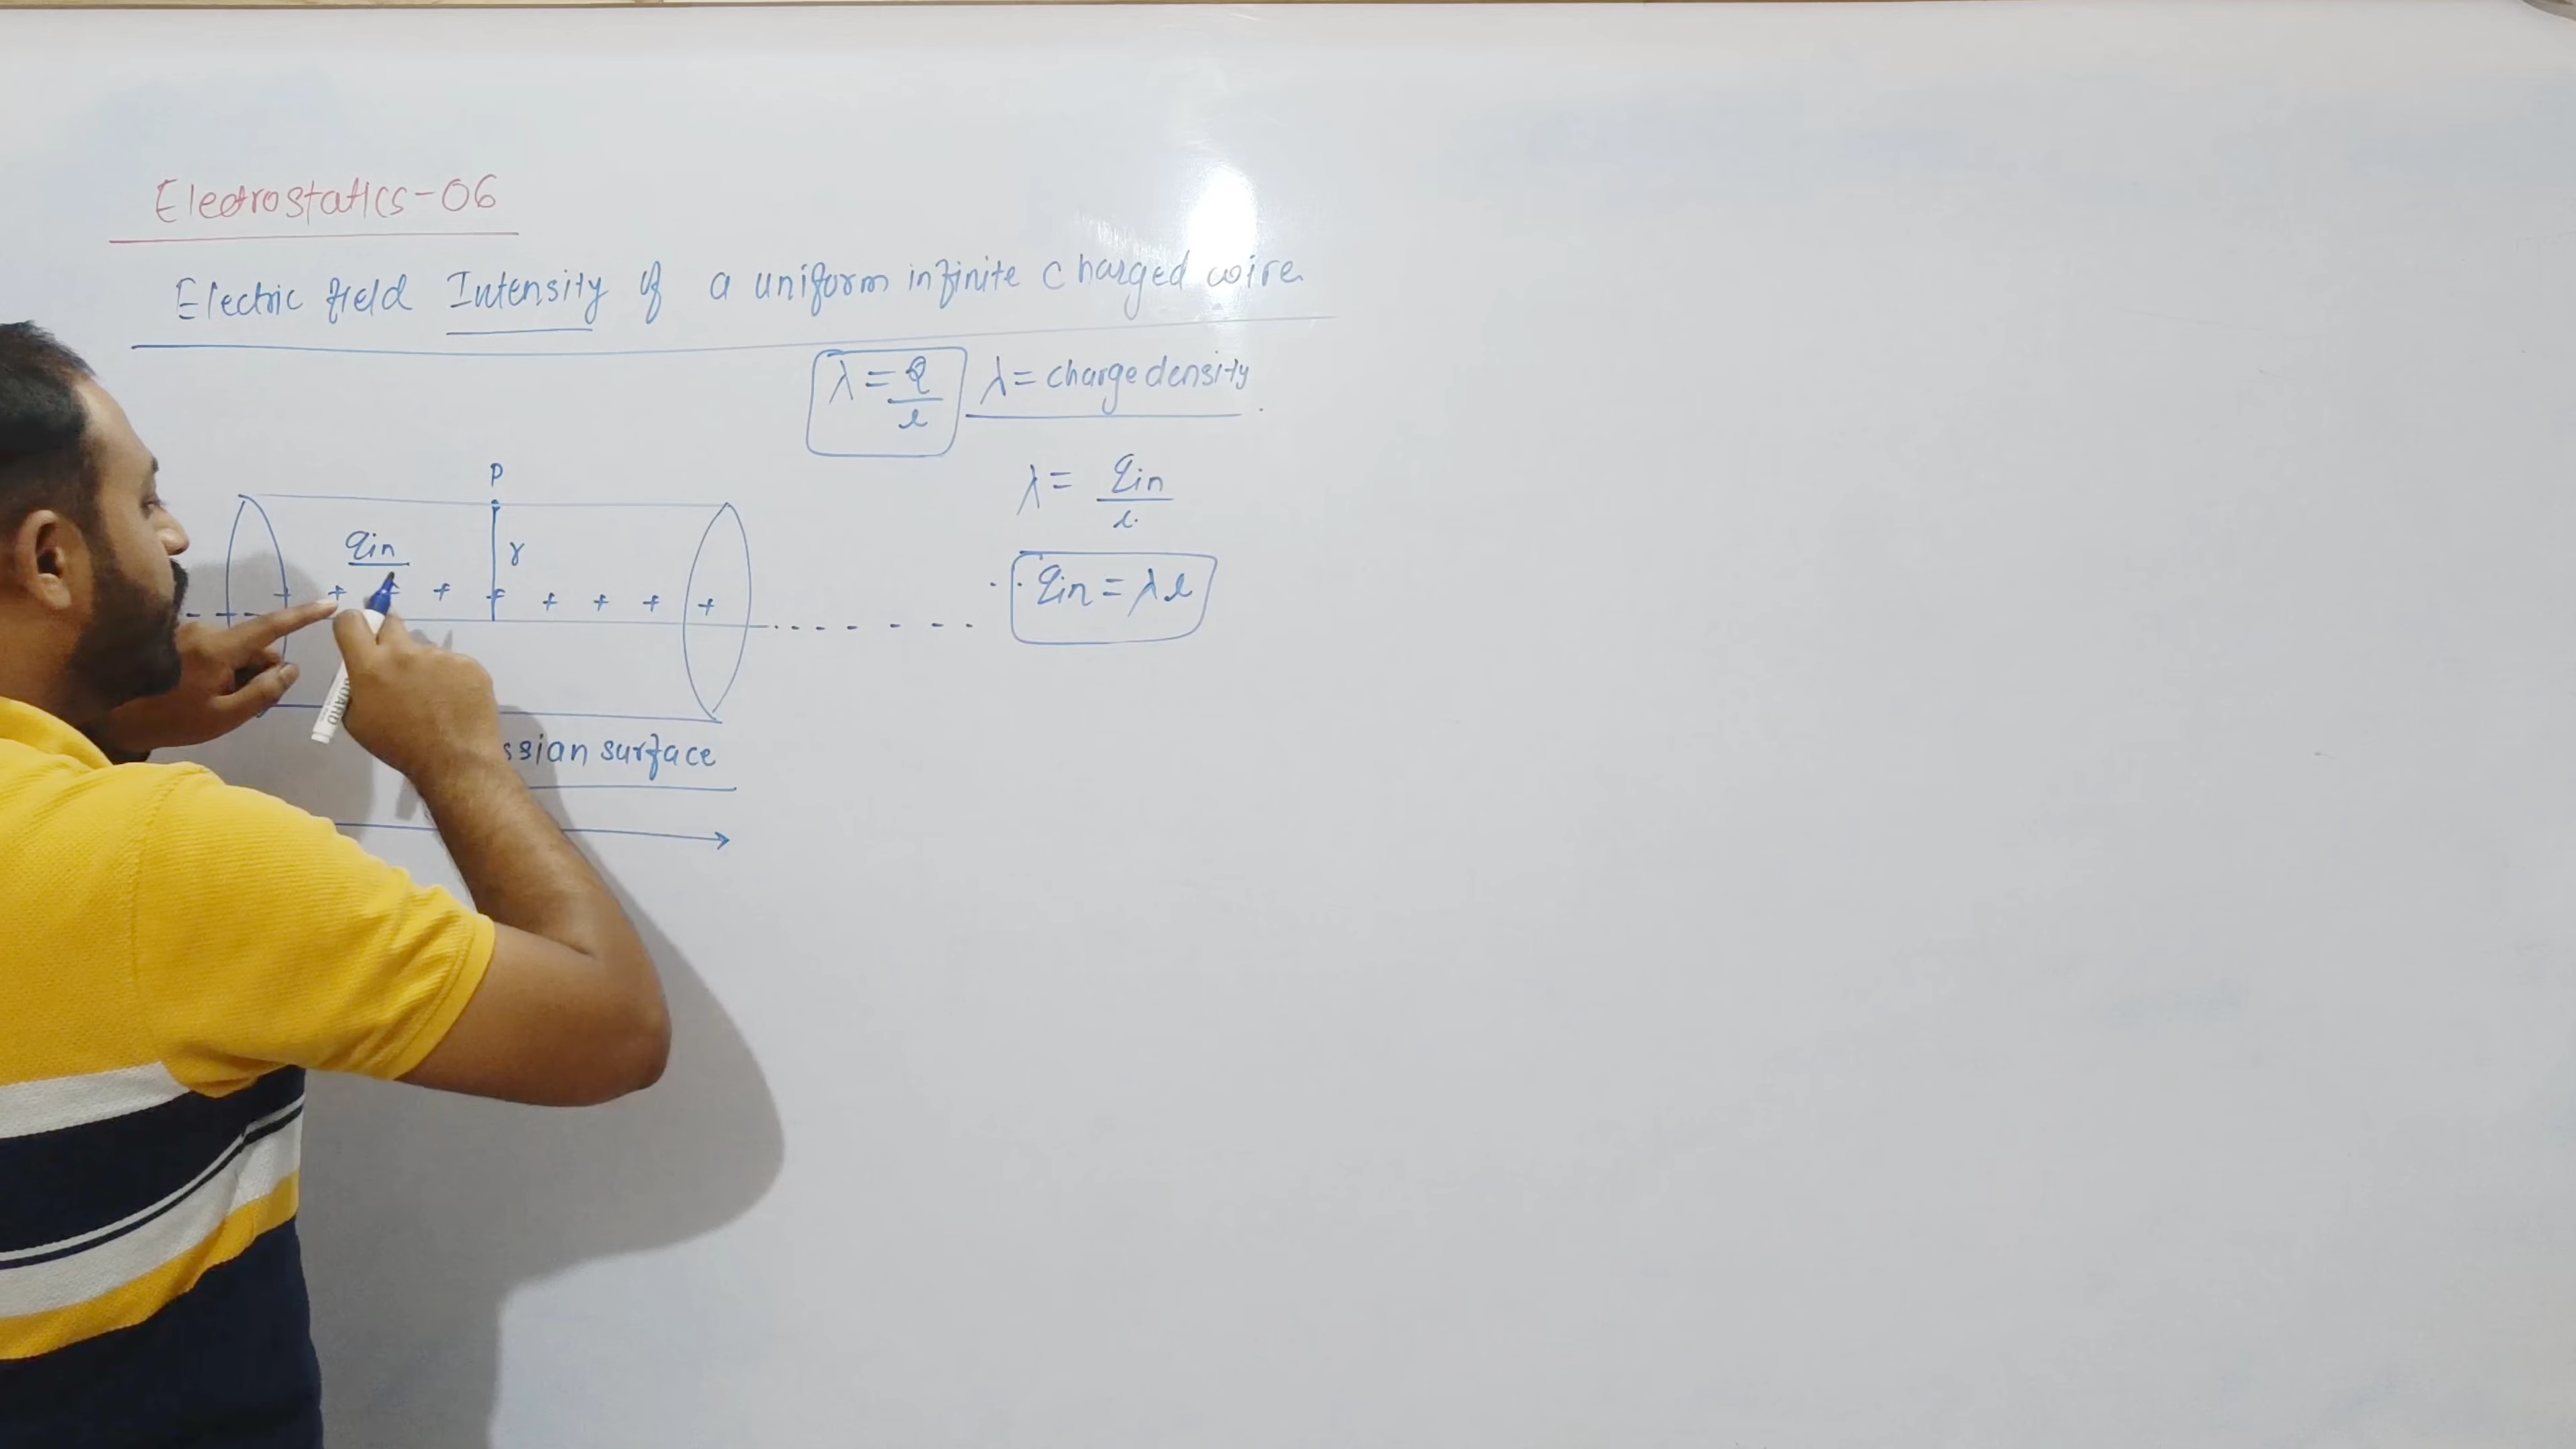 Electrostatics-06
Electric field Intensity of a uniform infinite charged wire.
λ = Q/l λ = charge density
λ = qin/l
qin = λl
P
qin
r
+ + + + + + + +
ssian surface